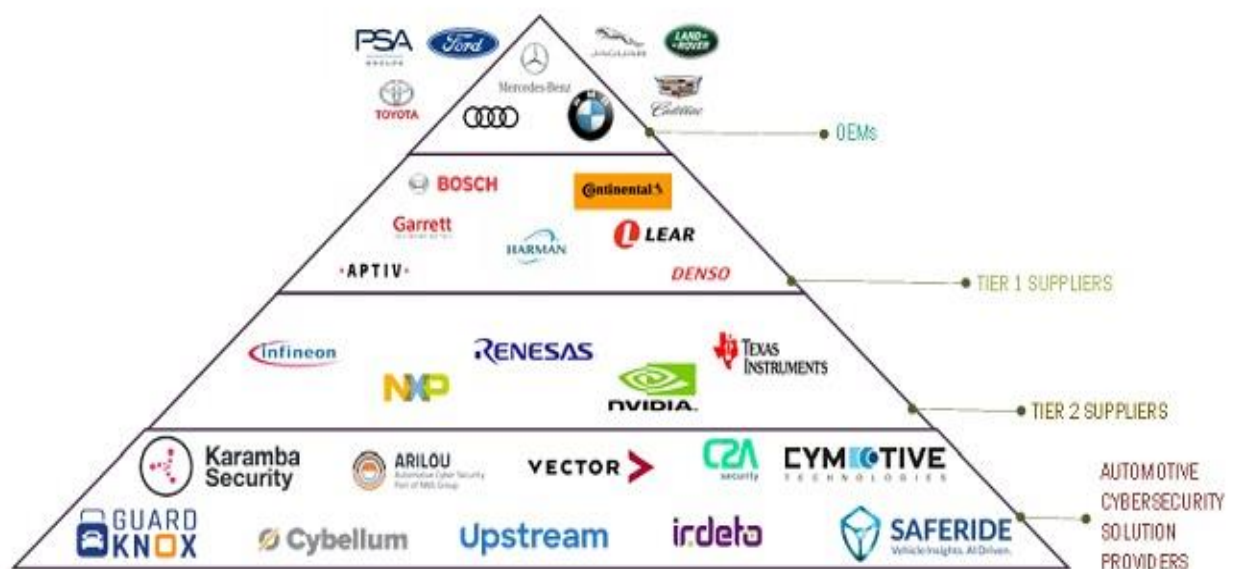 PSA
GROUPE
Ford
JAGUAR
LAND-
-ROVER
Mercedes-Benz
TOYOTA
BMW
Cadillac
OEMs
BOSCH
Continental
Garrett
HARMAN
LEAR
·APTIV·
DENSO
TIER 1 SUPPLIERS
infineon
RENESAS
TEXAS
INSTRUMENTS
NXP
NVIDIA.
TIER 2 SUPPLIERS
Karamba
Security
ARILOU
Automotive Cyber Security
Part of NNG Group
VECTOR
C2A
security
CYMOTIVE
TECHNOLOGIES
AUTOMOTIVE
CYBERSECURITY
SOLUTION
PROVIDERS
GUARD
KNOX
Cybellum
Upstream
irdeto
SAFERIDE
Vehicle Insights. AI Driven.